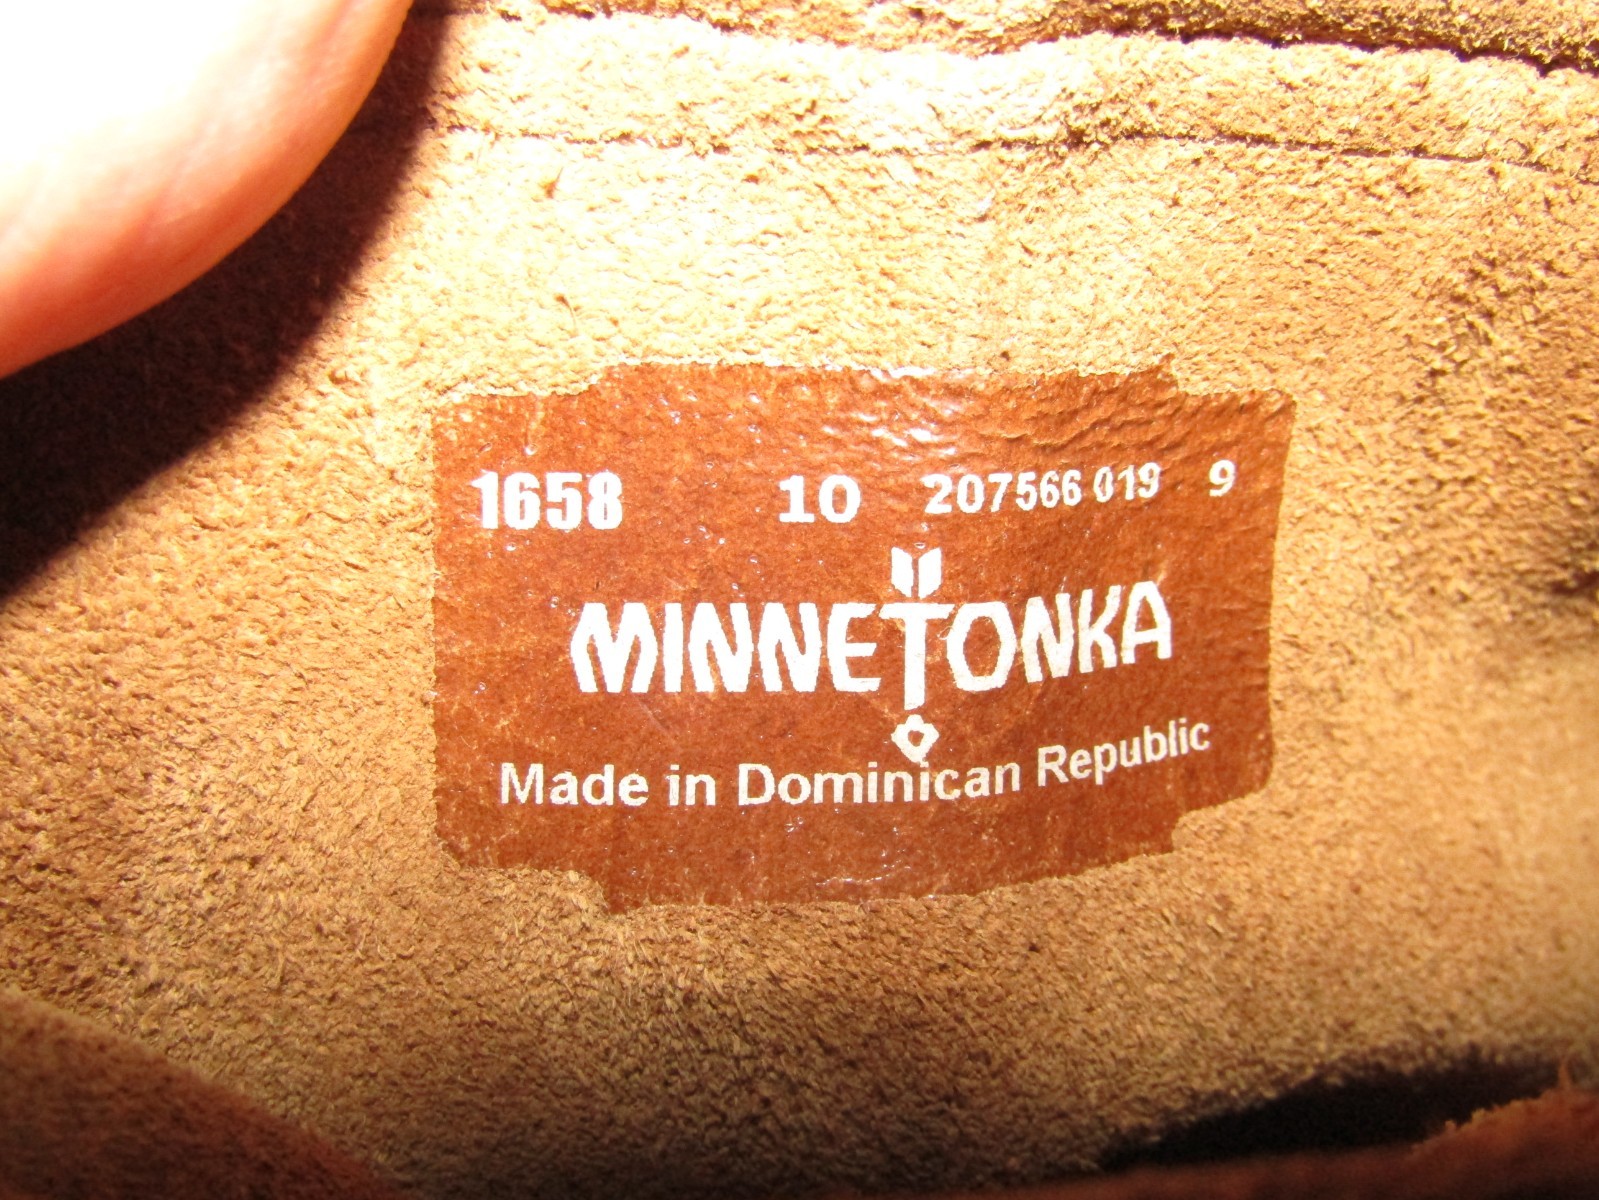 1658 10 207566 019 9
MINNETONKA
Made in Dominican Republic